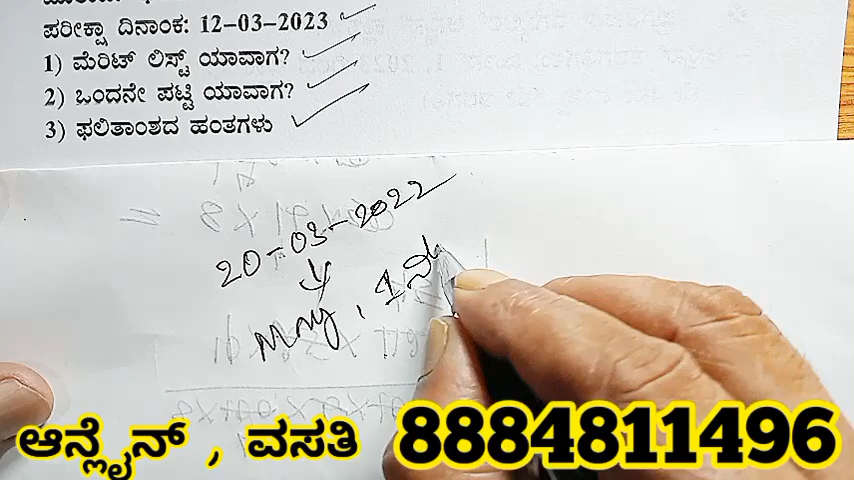 ಪರೀಕ್ಷಾ ದಿನಾಂಕ: 12-03-2023
1) ಮೆರಿಟ್ ಲಿಸ್ಟ್ ಯಾವಾಗ?
2) ಒಂದನೇ ಪಟ್ಟಿ ಯಾವಾಗ?
3) ಫಲಿತಾಂಶದ ಹಂತಗಳು
20-03-2022
May, 1ನೇ
ಆನ್ಲೈನ್ , ವಸತಿ 8884811496